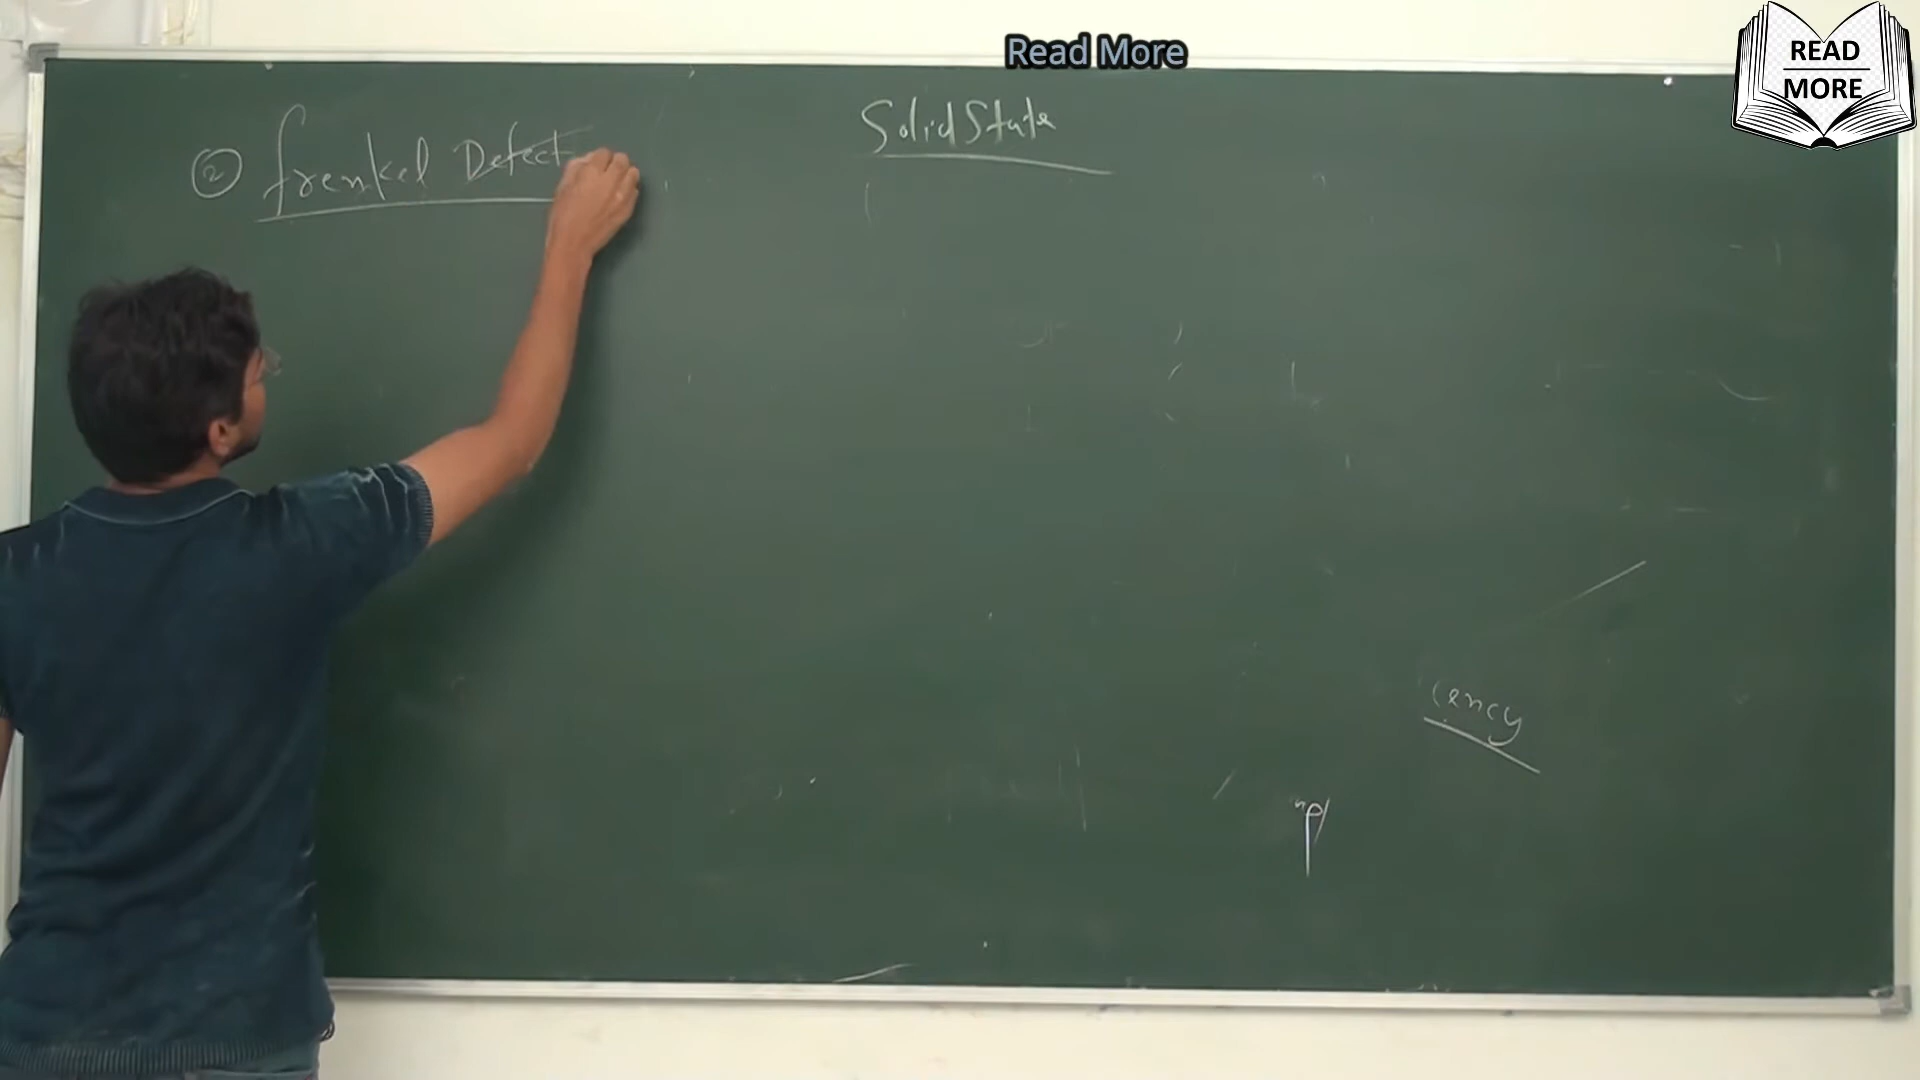 Read More
READ
MORE
Solid State
② Frenkel Defect
cency